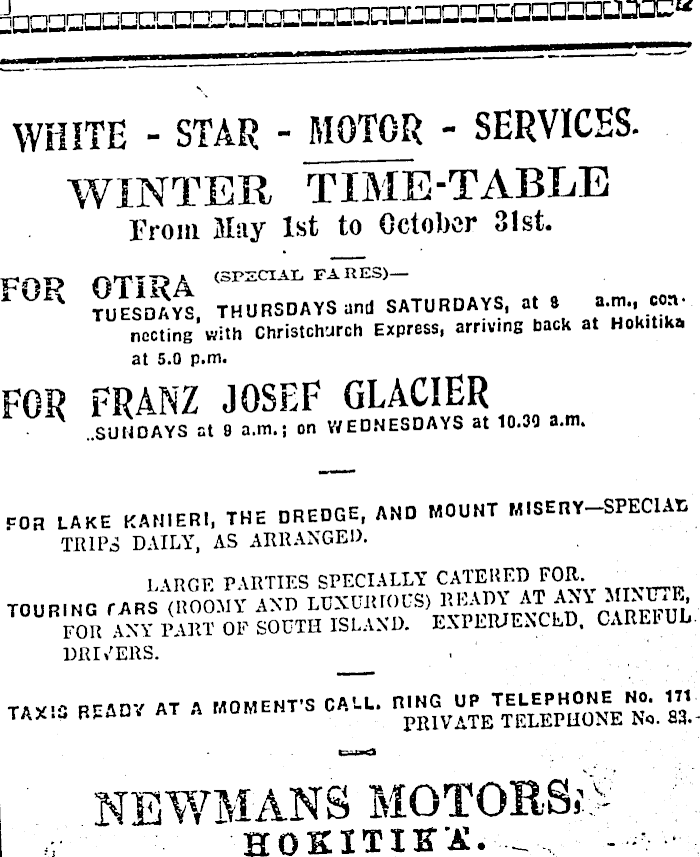 WHITE - STAR - MOTOR - SERVICES.
WINTER TIME-TABLE
From May 1st to October 31st.
FOR OTIRA (SPECIAL FARES)—
TUESDAYS, THURSDAYS and SATURDAYS, at 8 a.m., con-
necting with Christchurch Express, arriving back at Hokitika
at 5.0 p.m.
FOR FRANZ JOSEF GLACIER
SUNDAYS at 9 a.m.; on WEDNESDAYS at 10.30 a.m.
FOR LAKE KANIERI, THE DREDGE, AND MOUNT MISERY—SPECIAL
TRIPS DAILY, AS ARRANGED.
LARGE PARTIES SPECIALLY CATERED FOR.
TOURING CARS (ROOMY AND LUXURIOUS) READY AT ANY MINUTE,
FOR ANY PART OF SOUTH ISLAND. EXPERIENCED, CAREFUL
DRIVERS.
TAXIS READY AT A MOMENT'S CALL. RING UP TELEPHONE No. 171
PRIVATE TELEPHONE No. 83.
NEWMANS MOTORS,
HOKITIKA.